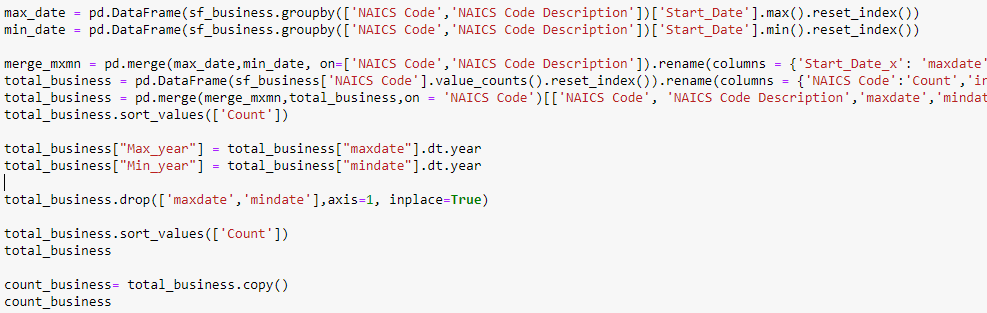 max_date = pd.DataFrame(sf_business.groupby(['NAICS Code','NAICS Code Description'])['Start_Date'].max().reset_index())
min_date = pd.DataFrame(sf_business.groupby(['NAICS Code','NAICS Code Description'])['Start_Date'].min().reset_index())
merge_mxmn = pd.merge(max_date,min_date, on=['NAICS Code','NAICS Code Description']).rename(columns = {'Start_Date_x': 'maxdate'
total_business = pd.DataFrame(sf_business['NAICS Code'].value_counts().reset_index()).rename(columns = {'NAICS Code':'Count','in
total_business = pd.merge(merge_mxmn,total_business,on = 'NAICS Code')[['NAICS Code', 'NAICS Code Description','maxdate','mindat
total_business.sort_values(['Count'])
total_business["Max_year"] = total_business["maxdate"].dt.year
total_business["Min_year"] = total_business["mindate"].dt.year
total_business.drop(['maxdate','mindate'],axis=1, inplace=True)
total_business.sort_values(['Count'])
total_business
count_business= total_business.copy()
count_business